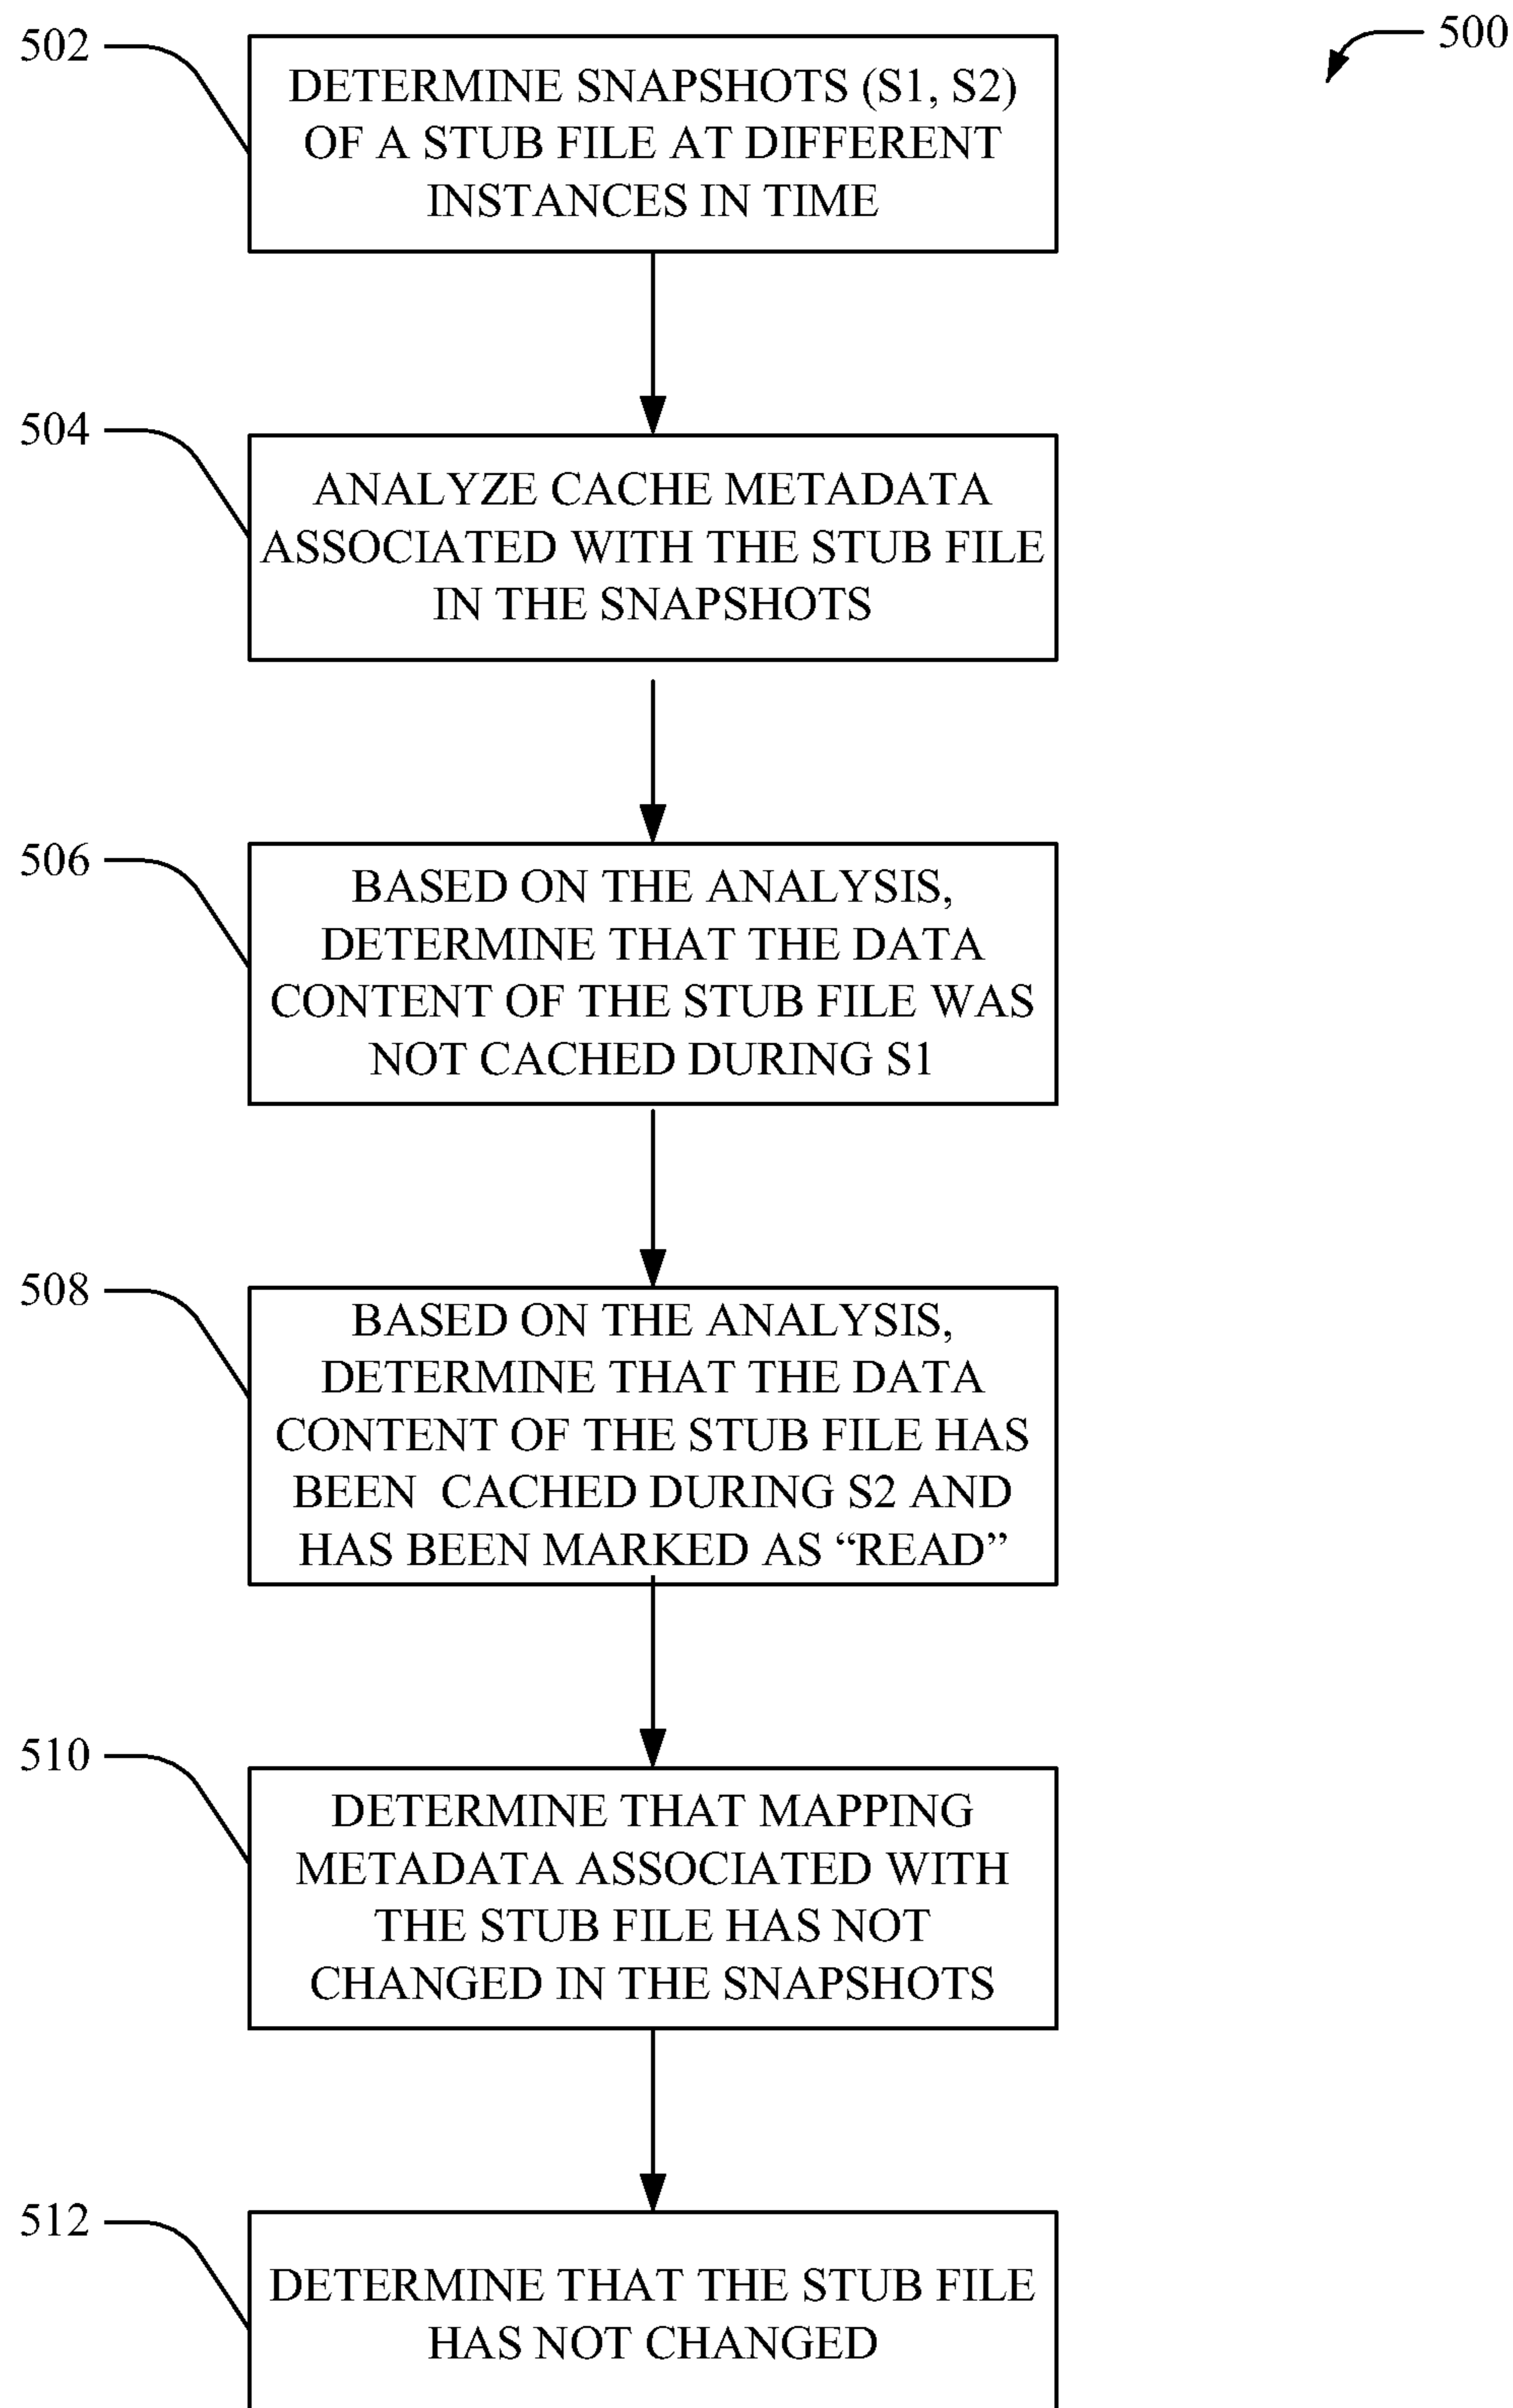 502
500
DETERMINE SNAPSHOTS (S1, S2)
OF A STUB FILE AT DIFFERENT
INSTANCES IN TIME
504
ANALYZE CACHE METADATA
ASSOCIATED WITH THE STUB FILE
IN THE SNAPSHOTS
506
BASED ON THE ANALYSIS,
DETERMINE THAT THE DATA
CONTENT OF THE STUB FILE WAS
NOT CACHED DURING S1
508
BASED ON THE ANALYSIS,
DETERMINE THAT THE DATA
CONTENT OF THE STUB FILE HAS
BEEN CACHED DURING S2 AND
HAS BEEN MARKED AS “READ”
510
DETERMINE THAT MAPPING
METADATA ASSOCIATED WITH
THE STUB FILE HAS NOT
CHANGED IN THE SNAPSHOTS
512
DETERMINE THAT THE STUB FILE
HAS NOT CHANGED